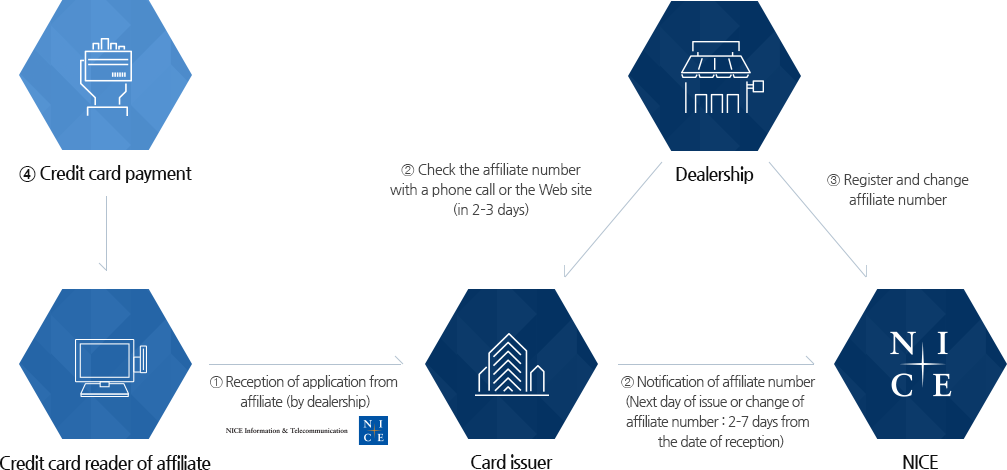 ④ Credit card payment
② Check the affiliate number
with a phone call or the Web site
(in 2-3 days)
Dealership
③ Register and change
affiliate number
① Reception of application from
affiliate (by dealership)
NICE Information & Telecommunication
N I
C E
② Notification of affiliate number
(Next day of issue or change of
affiliate number : 2-7 days from
the date of reception)
N I
C E
Credit card reader of affiliate
Card issuer
NICE